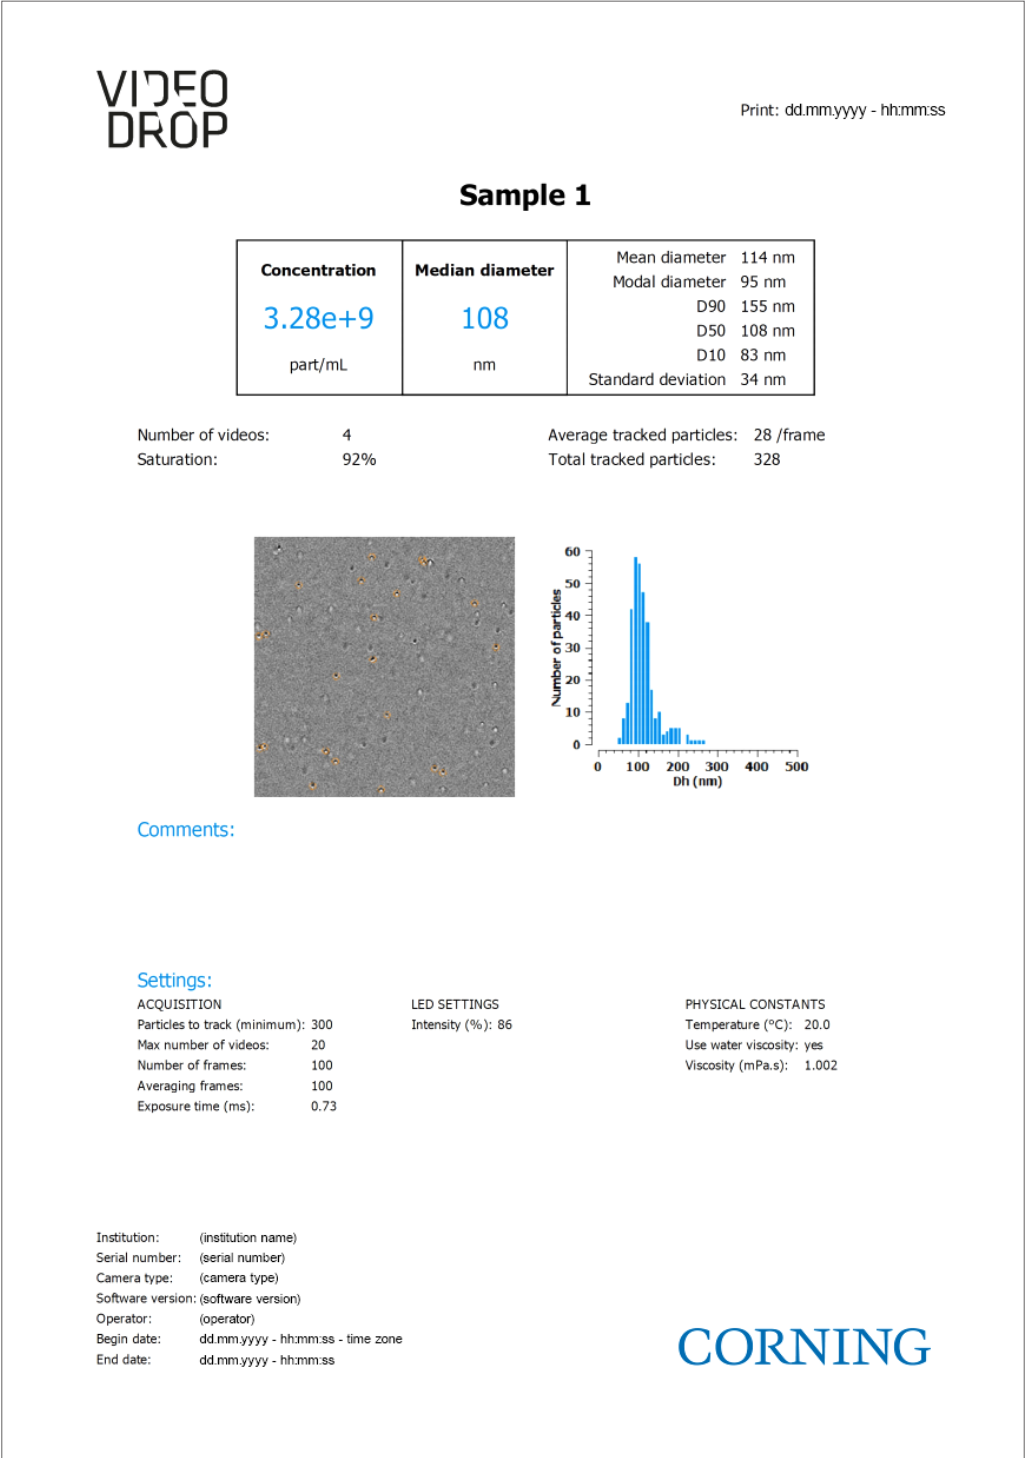 VIDEO
DROP
Print: dd.mm.yyyy - hh:mm:ss
Sample 1
Concentration
3.28e+9
part/mL
Median diameter
108
nm
Mean diameter 114 nm
Modal diameter 95 nm
D90 155 nm
D50 108 nm
D10 83 nm
Standard deviation 34 nm
Number of videos: 4
Saturation: 92%
Average tracked particles: 28 /frame
Total tracked particles: 328
Number of particles
60
50
40
30
20
10
0
0 100 200 300 400 500
Dh (nm)
Comments:
Settings:
ACQUISITION
Particles to track (minimum): 300
Max number of videos: 20
Number of frames: 100
Averaging frames: 100
Exposure time (ms): 0.73
LED SETTINGS
Intensity (%): 86
PHYSICAL CONSTANTS
Temperature (°C): 20.0
Use water viscosity: yes
Viscosity (mPa.s): 1.002
Institution: (institution name)
Serial number: (serial number)
Camera type: (camera type)
Software version: (software version)
Operator: (operator)
Begin date: dd.mm.yyyy - hh:mm:ss - time zone
End date: dd.mm.yyyy - hh:mm:ss
CORNING